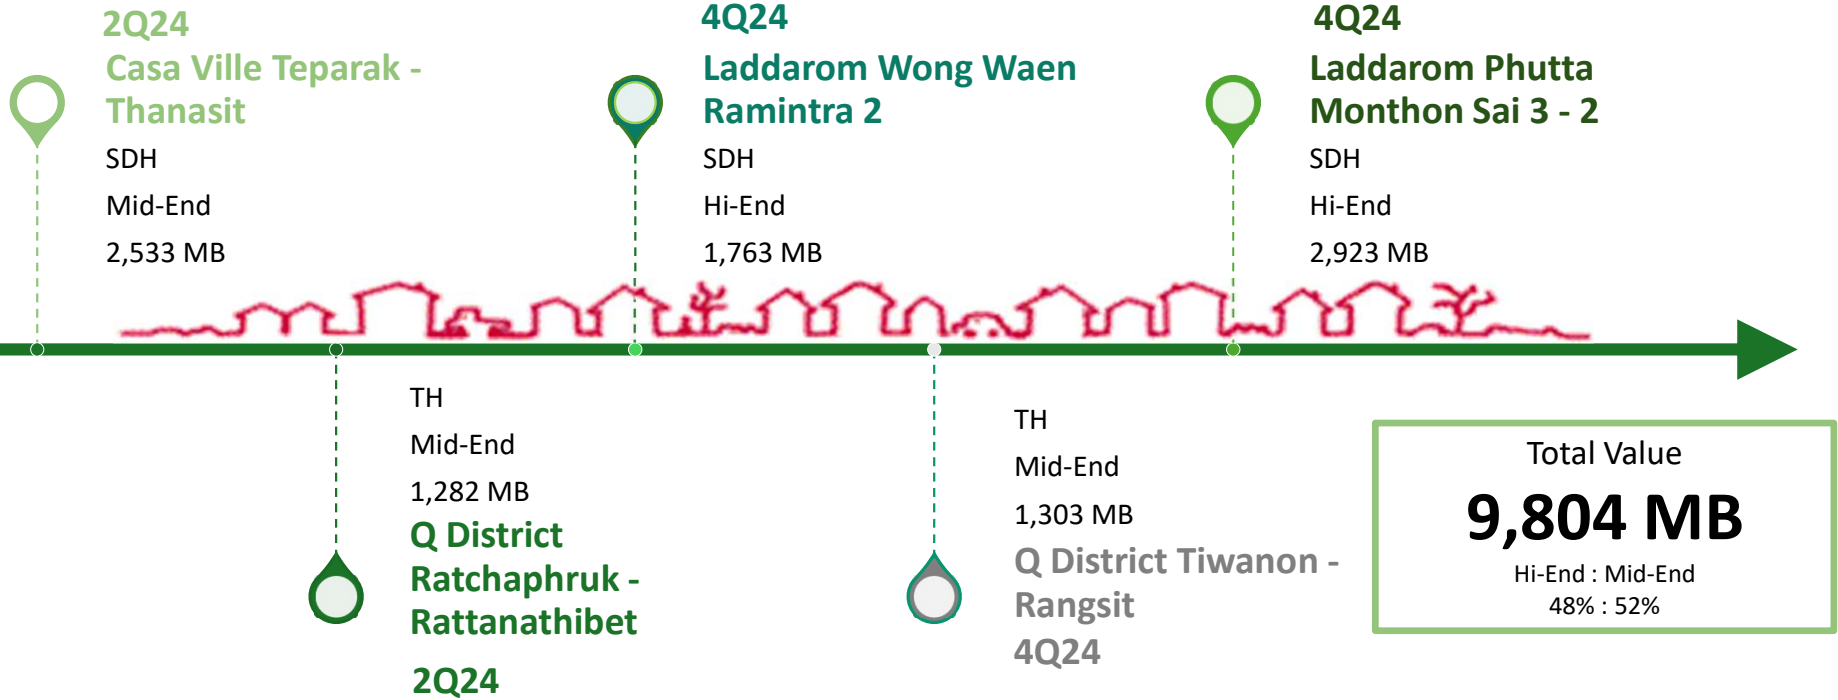 2Q24
Casa Ville Teparak -
Thanasit
SDH
Mid-End
2,533 MB
4Q24
Laddarom Wong Waen
Ramintra 2
SDH
Hi-End
1,763 MB
4Q24
Laddarom Phutta
Monthon Sai 3 - 2
SDH
Hi-End
2,923 MB
TH
Mid-End
1,282 MB
Q District
Ratchaphruk -
Rattanathibet
2Q24
TH
Mid-End
1,303 MB
Q District Tiwanon -
Rangsit
4Q24
Total Value
9,804 MB
Hi-End : Mid-End
48% : 52%